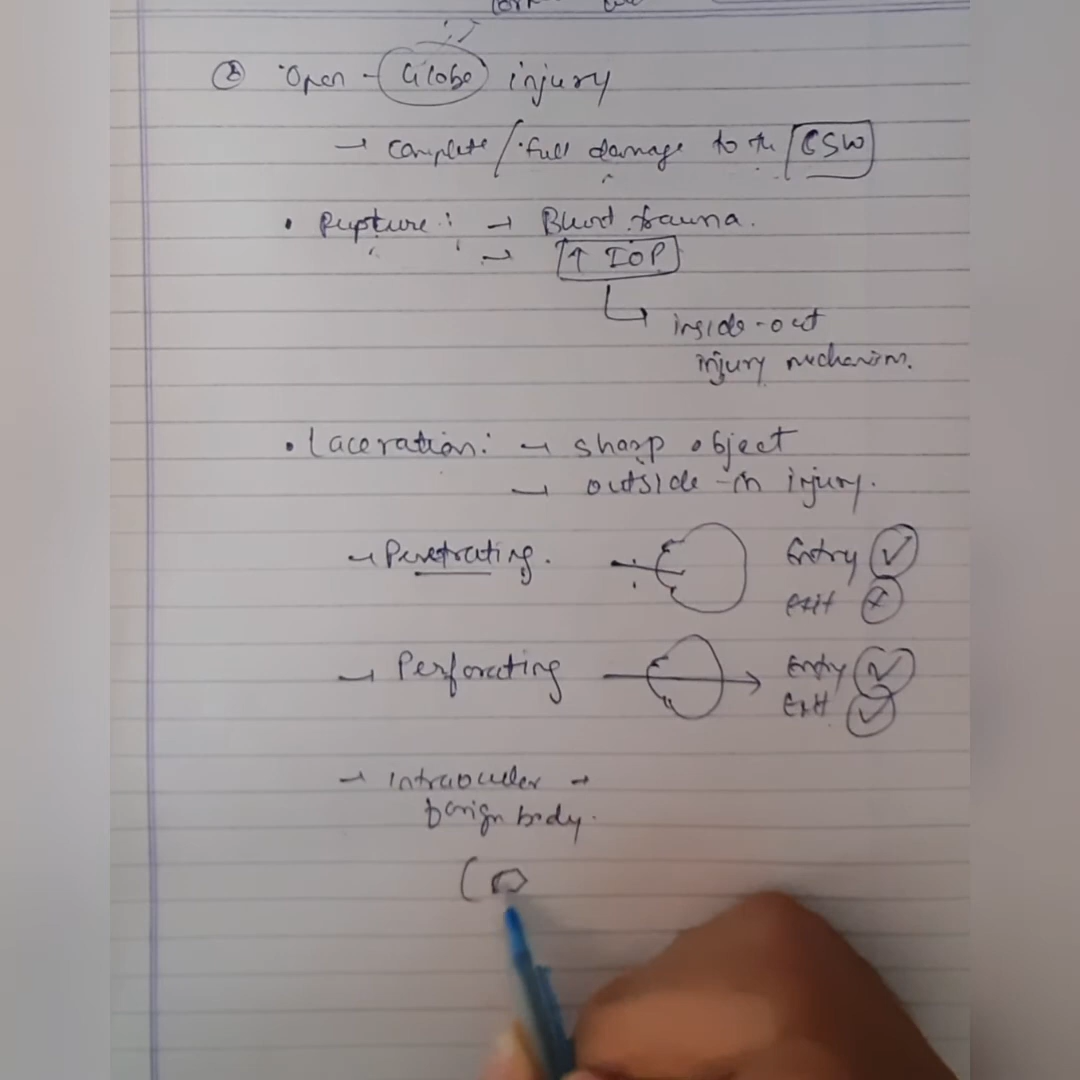 ② Open - Globe injury
→ Complete / full damage to the CSW
• Rupture: → Blunt trauma.
→ ↑ IOP
inside-out
injury mechanism.
• Laceration: → sharp object
→ outside-in injury.
→ Penetrating. Entry ✓
Exit ✗
→ Perforating Entry ✓
Exit ✓
→ Intraocular →
foreign body.
(